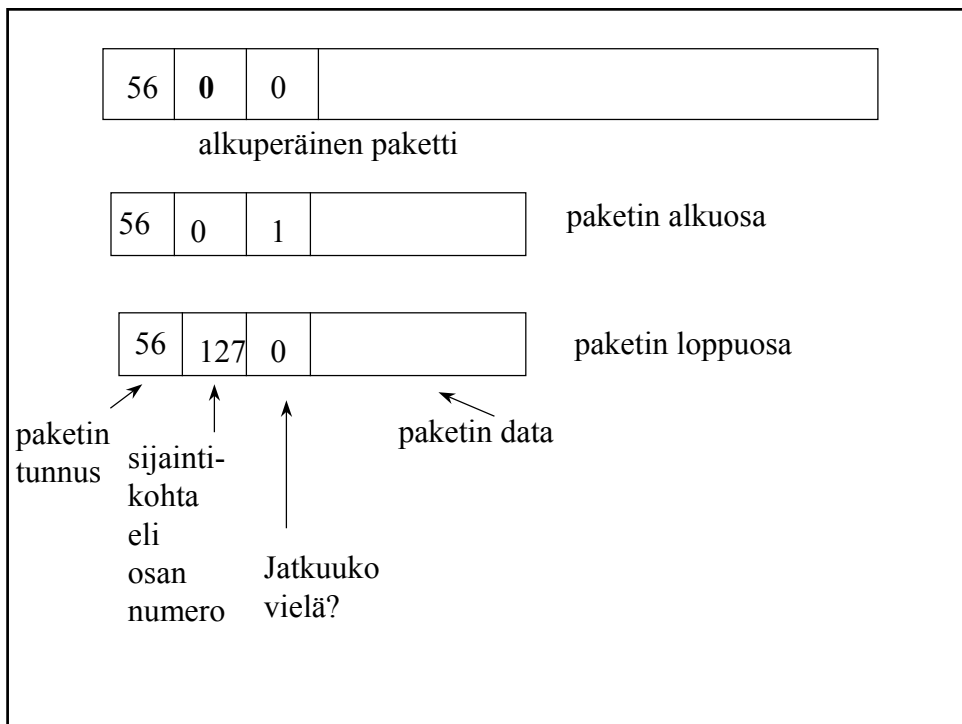 56 0 0
alkuperäinen paketti
56 0 1
paketin alkuosa
56 127 0
paketin loppuosa
paketin
tunnus
sijainti-
kohta
eli
osan
numero
Jatkuuko
vielä?
paketin data